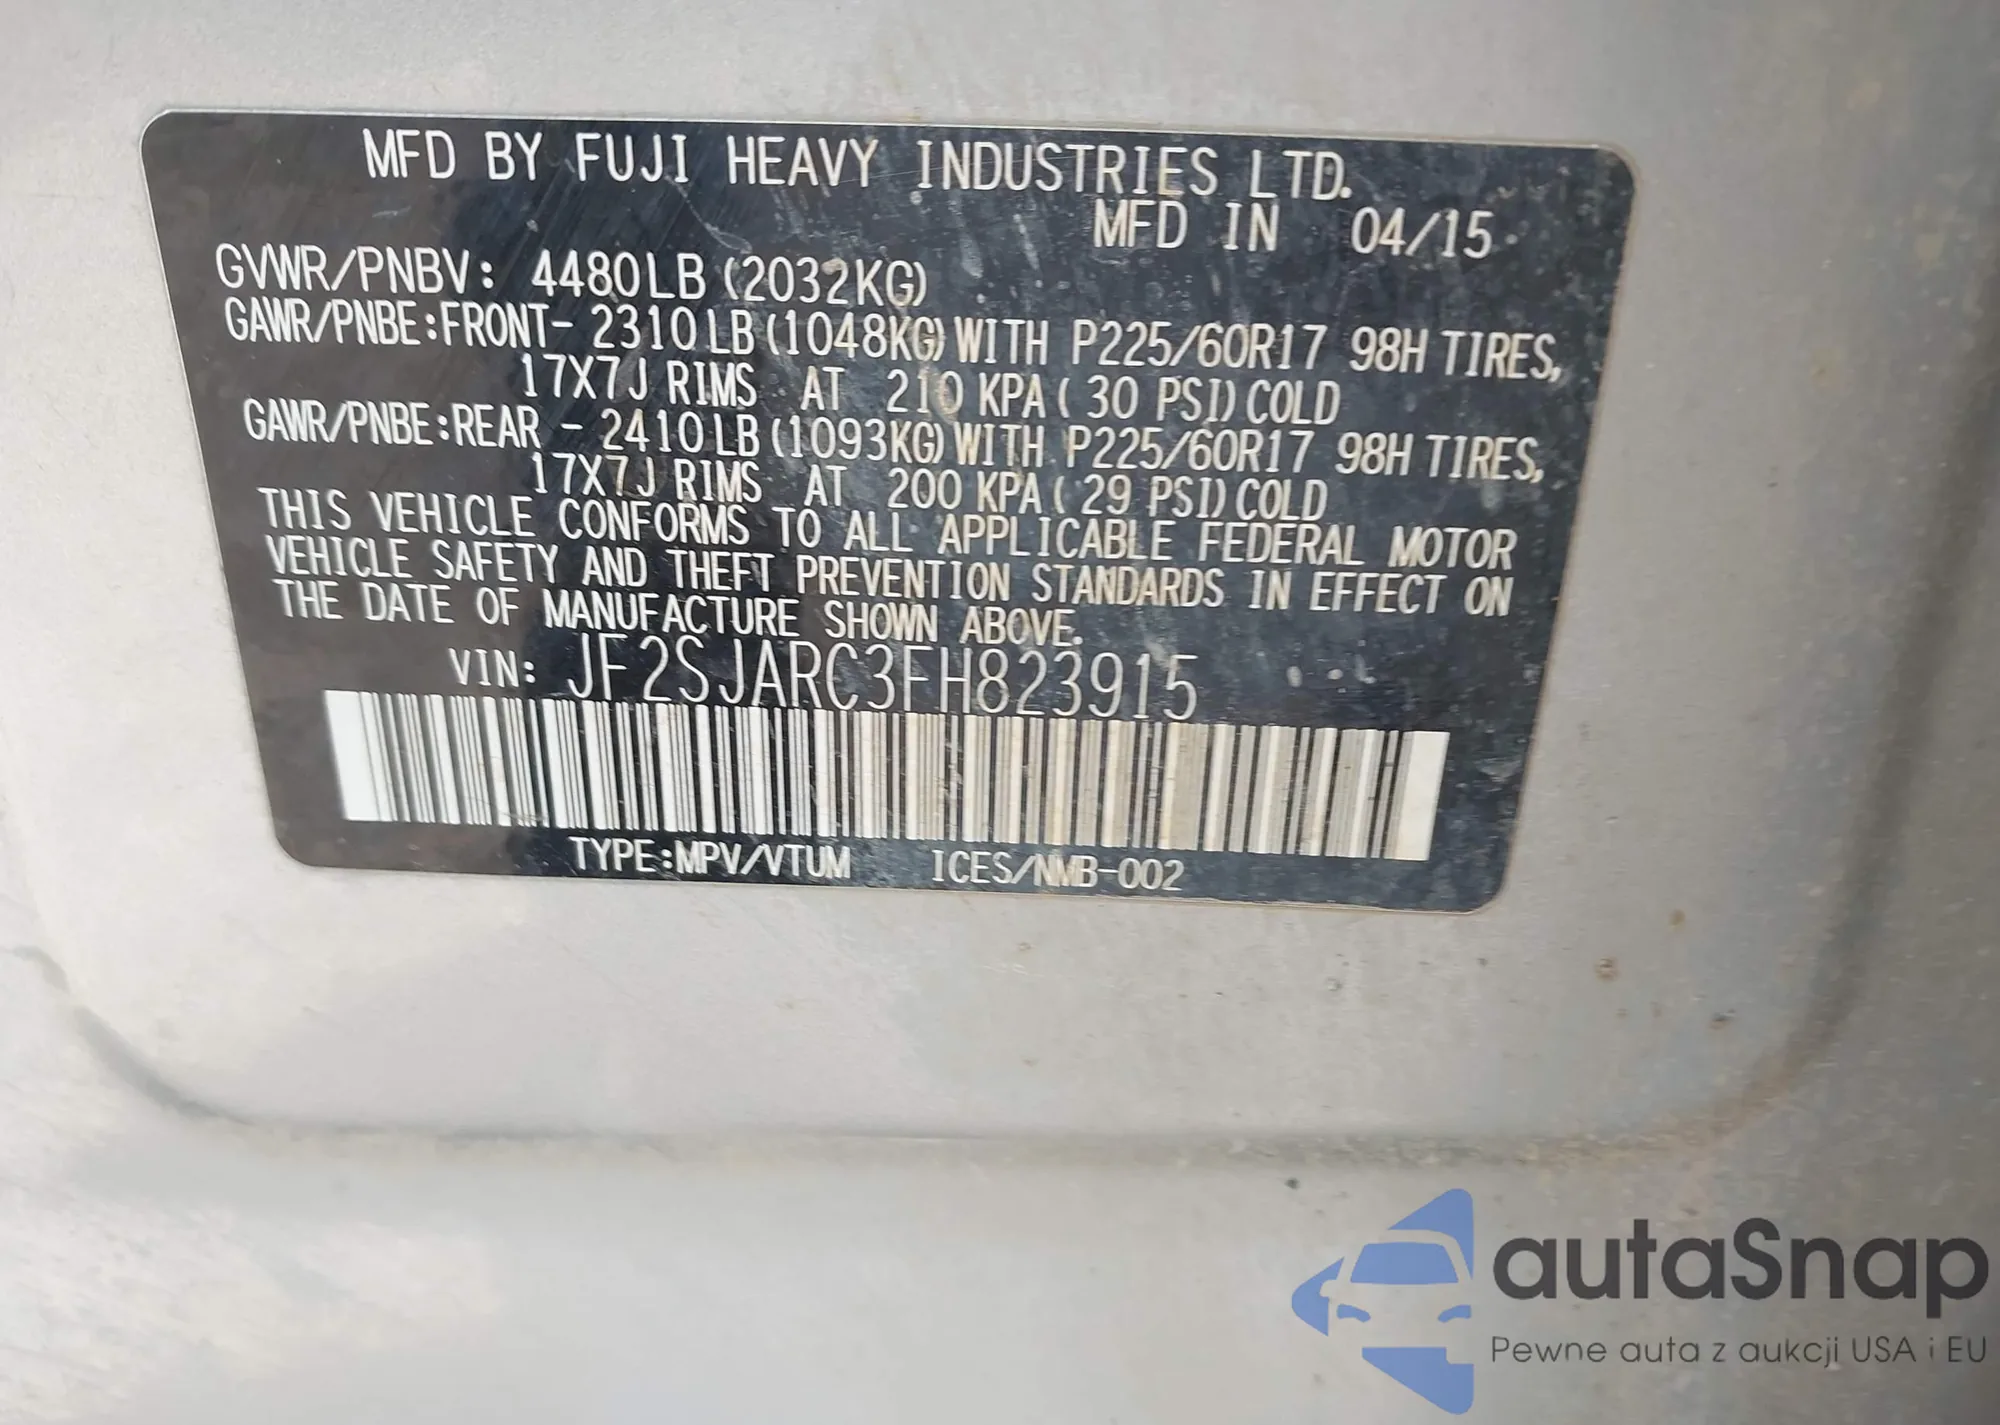 MFD BY FUJI HEAVY INDUSTRIES LTD.
MFD IN 04/15
GVWR/PNBV: 4480LB (2032KG)
GAWR/PNBE:FRONT- 2310LB (1048KG) WITH P225/60R17 98H TIRES,
17X7J RIMS AT 210 KPA ( 30 PSI) COLD
GAWR/PNBE:REAR - 2410LB (1093KG) WITH P225/60R17 98H TIRES,
17X7J RIMS AT 200 KPA ( 29 PSI) COLD
THIS VEHICLE CONFORMS TO ALL APPLICABLE FEDERAL MOTOR
VEHICLE SAFETY AND THEFT PREVENTION STANDARDS IN EFFECT ON
THE DATE OF MANUFACTURE SHOWN ABOVE.
VIN: JF2SJARC3FH823915
TYPE:MPV/VTUM ICES/NMB-002
autaSnap
Pewne auta z aukcji USA i EU